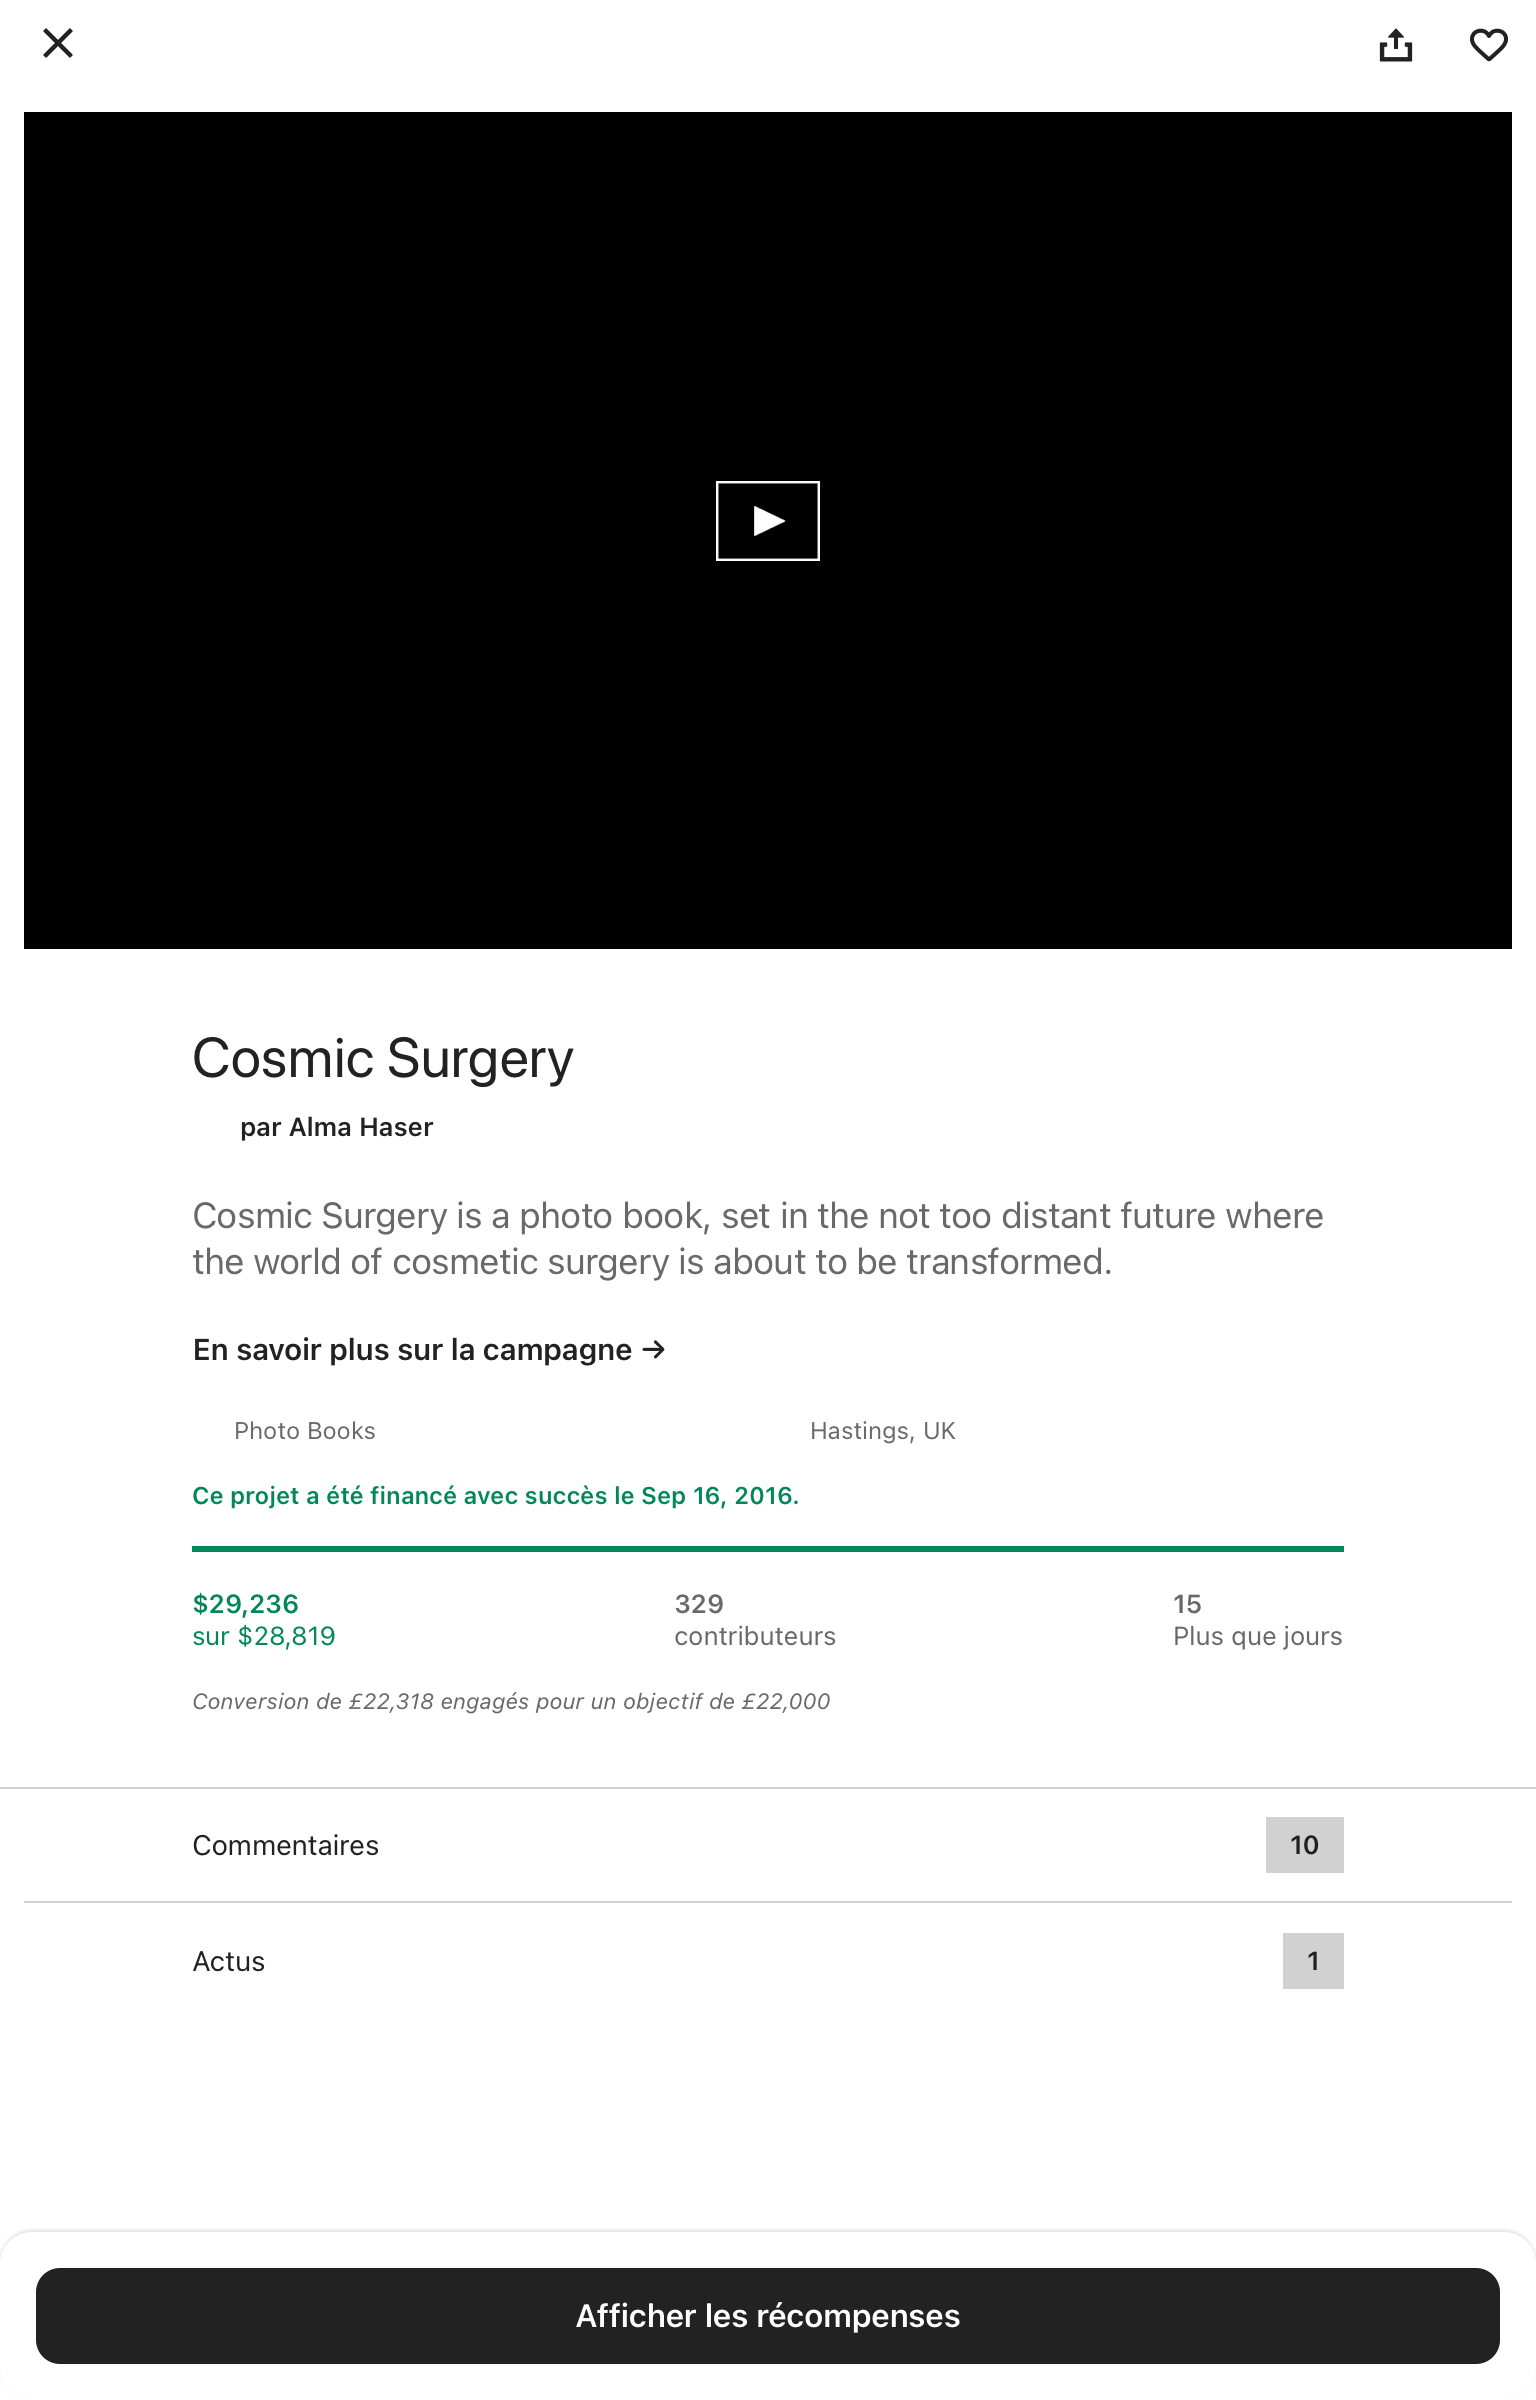 Cosmic Surgery
par Alma Haser
Cosmic Surgery is a photo book, set in the not too distant future where
the world of cosmetic surgery is about to be transformed.
En savoir plus sur la campagne →
Photo Books
Hastings, UK
Ce projet a été financé avec succès le Sep 16, 2016.
$29,236
sur $28,819
329
contributeurs
15
Plus que jours
Conversion de £22,318 engagés pour un objectif de £22,000
Commentaires
10
Actus
1
Afficher les récompenses